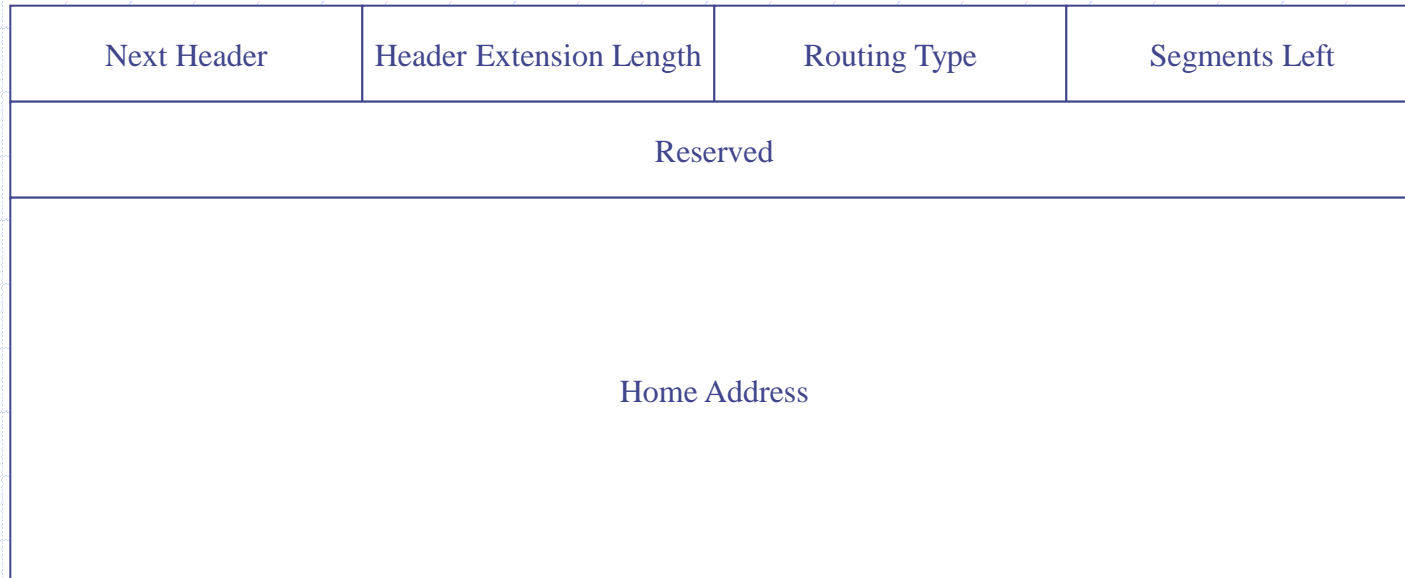 Next Header
Header Extension Length
Routing Type
Segments Left
Reserved
Home Address